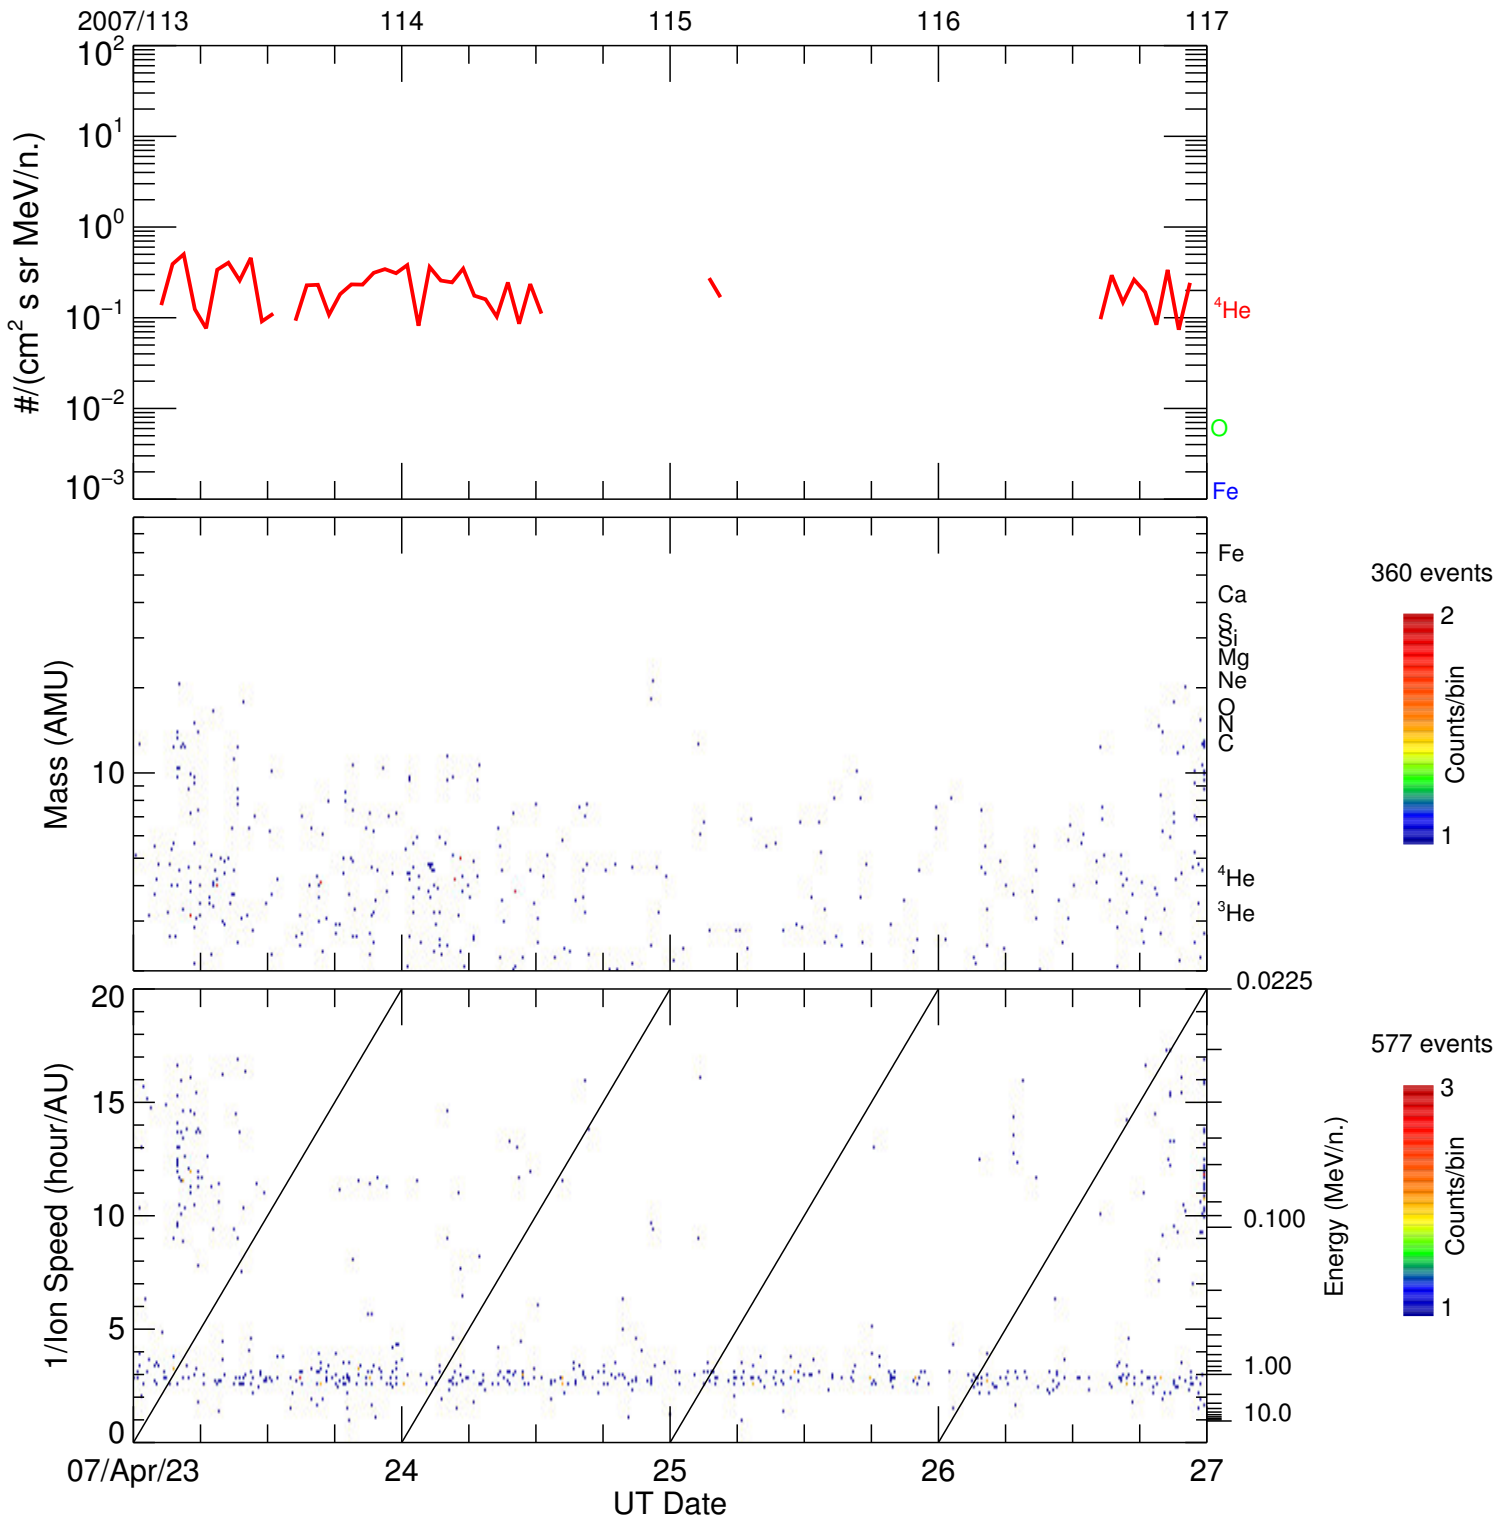 2007/113 114 115 116 117
10²
10¹
10⁰
10⁻¹
10⁻²
10⁻³
#/(cm² s sr MeV/n.)
⁴He
O
Fe
Mass (AMU)
10
Fe
Ca
S
Si
Mg
Ne
O
N
C
⁴He
³He
360 events
2
Counts/bin
1
1/Ion Speed (hour/AU)
20
15
10
5
0
0.0225
0.100
1.00
10.0
Energy (MeV/n.)
577 events
3
Counts/bin
1
07/Apr/23 24 25 26 27
UT Date